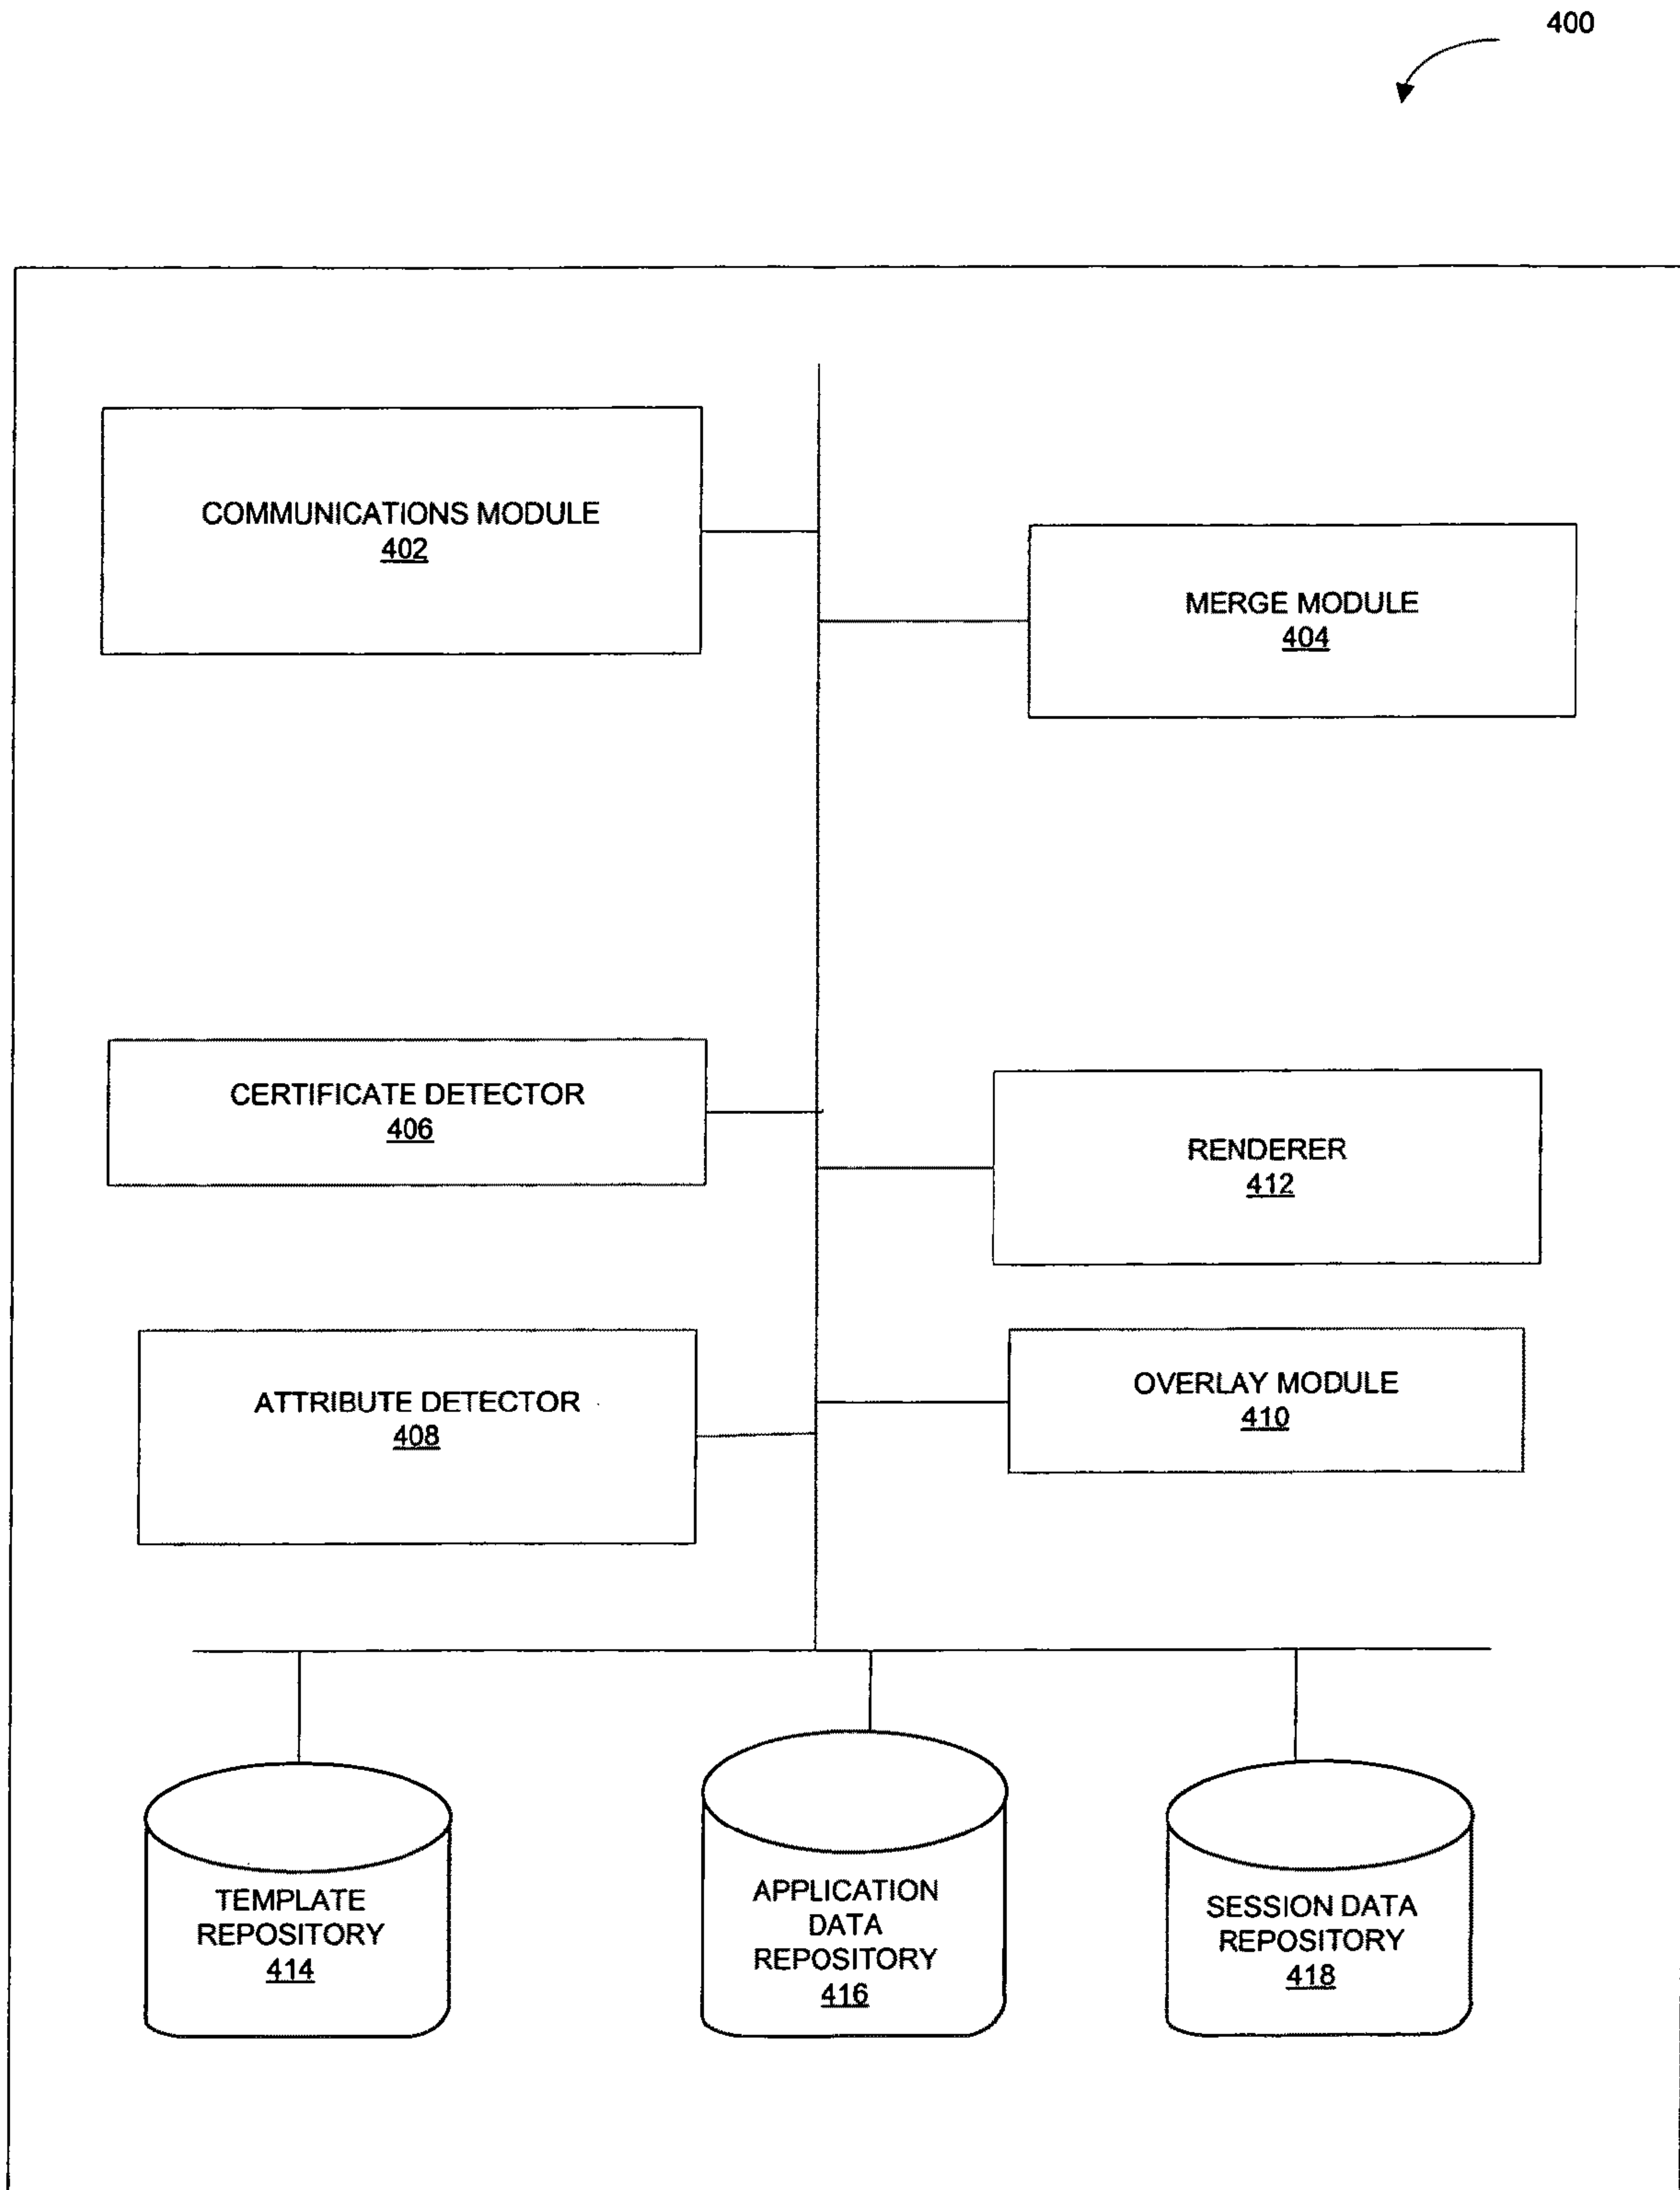 400
COMMUNICATIONS MODULE
402
MERGE MODULE
404
CERTIFICATE DETECTOR
406
RENDERER
412
ATTRIBUTE DETECTOR
408
OVERLAY MODULE
410
TEMPLATE
REPOSITORY
414
APPLICATION
DATA
REPOSITORY
416
SESSION DATA
REPOSITORY
418